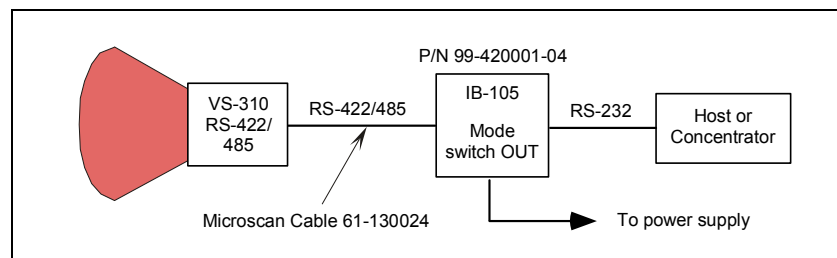 P/N 99-420001-04
VS-310
RS-422/
485
RS-422/485
IB-105
Mode
switch OUT
RS-232
Host or
Concentrator
Microscan Cable 61-130024
To power supply